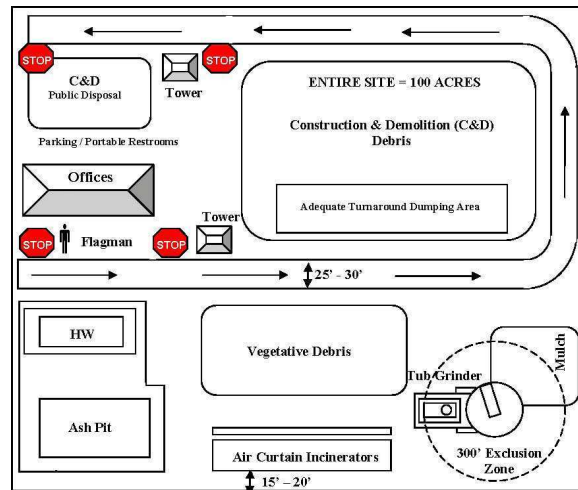 STOP
STOP
C&D
Public Disposal
Tower
ENTIRE SITE = 100 ACRES
Construction & Demolition (C&D)
Debris
Parking / Portable Restrooms
Offices
Adequate Turnaround Dumping Area
Tower
STOP
Flagman
STOP
25' - 30'
HW
Vegetative Debris
Mulch
Tub Grinder
Ash Pit
300' Exclusion
Zone
Air Curtain Incinerators
15' – 20'